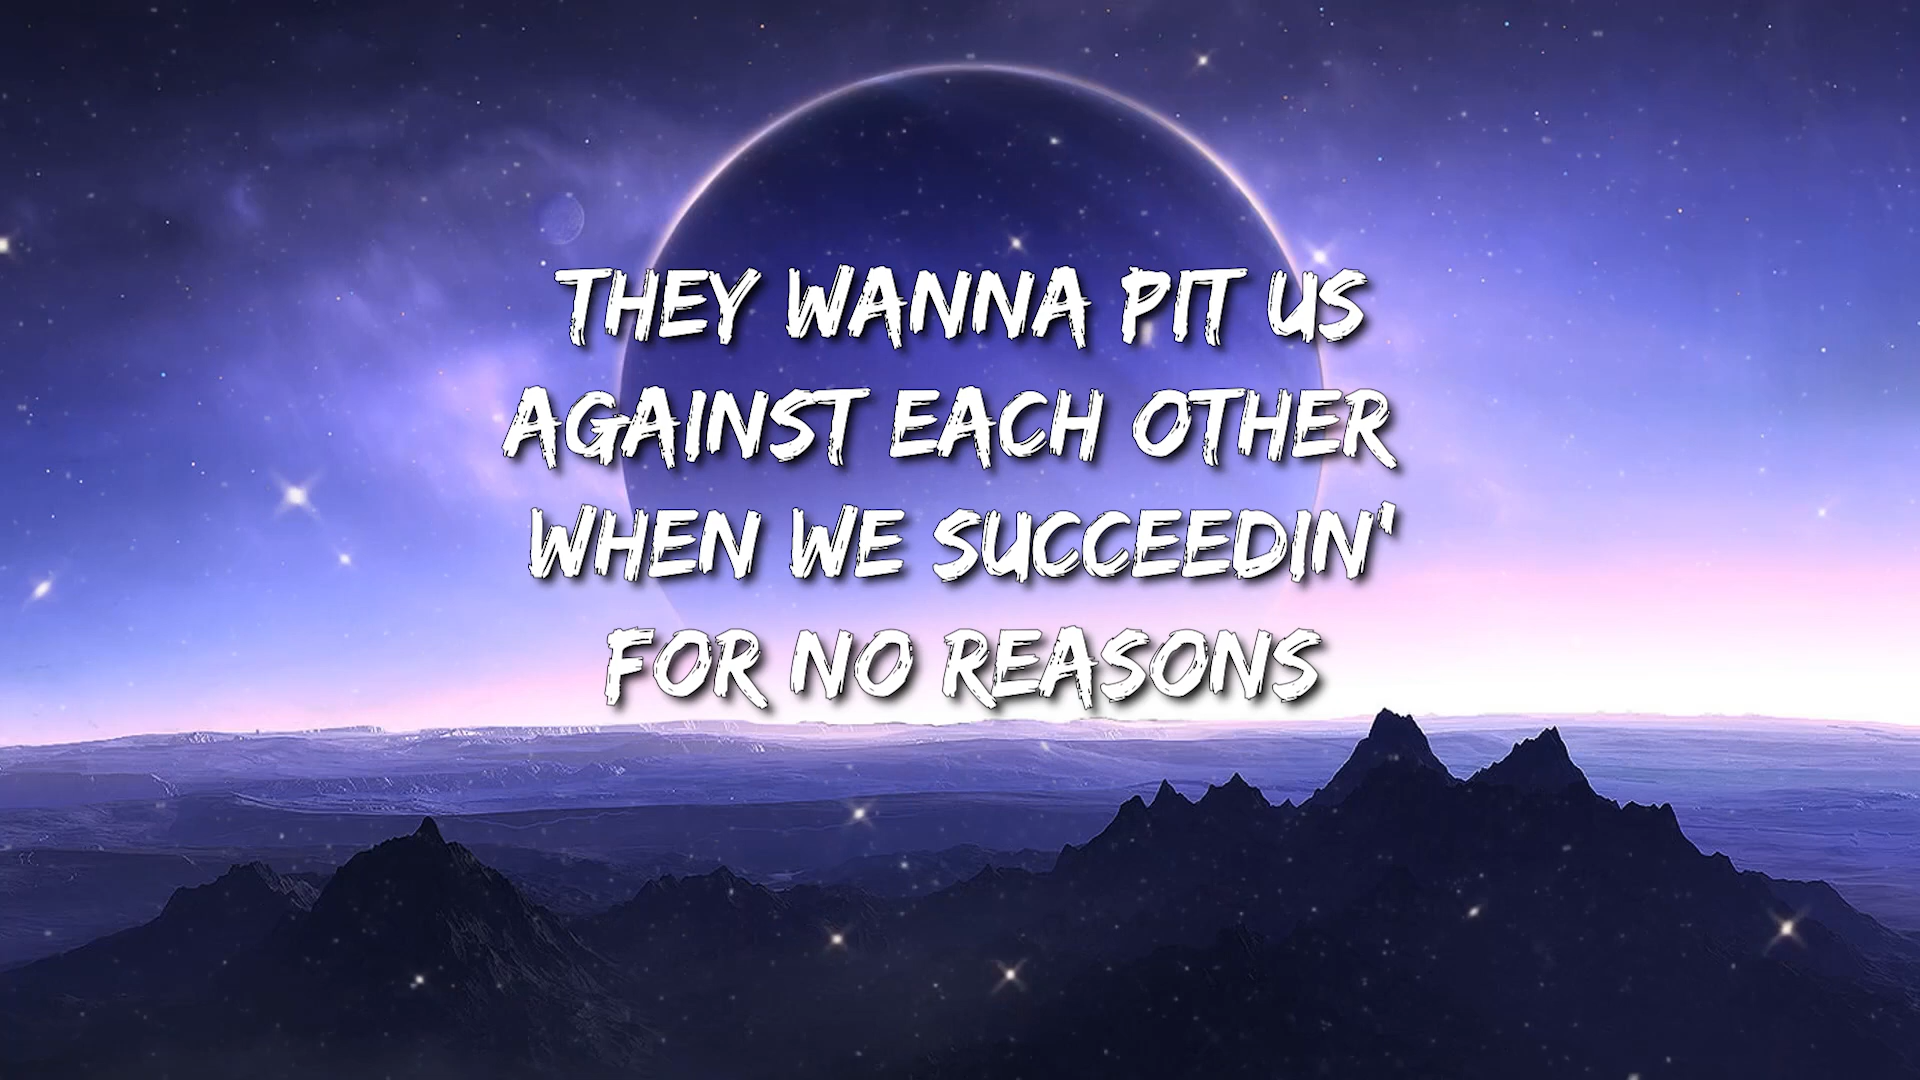 THEY WANNA PIT US
AGAINST EACH OTHER
WHEN WE SUCCEEDIN'
FOR NO REASONS